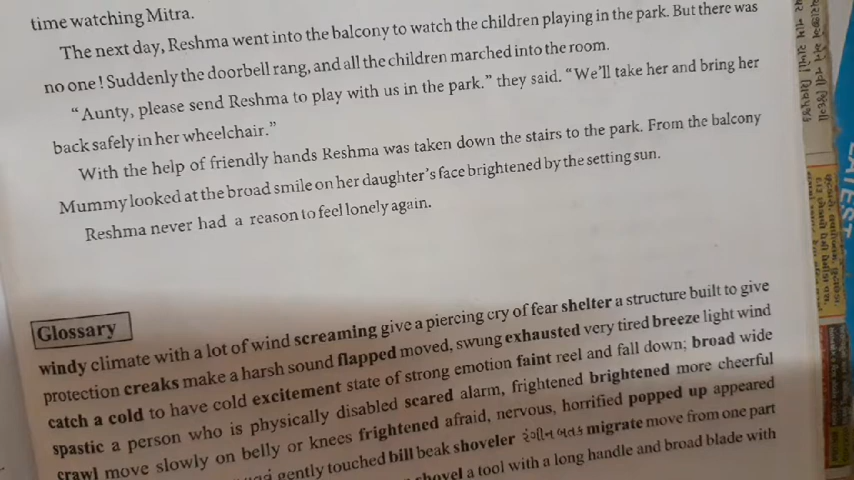 time watching Mitra.
The next day, Reshma went into the balcony to watch the children playing in the park. But there was
no one ! Suddenly the doorbell rang, and all the children marched into the room.
“ Aunty, please send Reshma to play with us in the park.” they said. “We’ll take her and bring her
back safely in her wheelchair.”
With the help of friendly hands Reshma was taken down the stairs to the park. From the balcony
Mummy looked at the broad smile on her daughter’s face brightened by the setting sun.
Reshma never had a reason to feel lonely again.
Glossary
windy climate with a lot of wind screaming give a piercing cry of fear shelter a structure built to give
protection creaks make a harsh sound flapped moved, swung exhausted very tired breeze light wind
catch a cold to have cold excitement state of strong emotion faint reel and fall down; broad wide
spastic a person who is physically disabled scared alarm, frightened brightened more cheerful
crawl move slowly on belly or knees frightened afraid, nervous, horrified popped up appeared
gently touched bill beak shoveler રંગીન બતક migrate move from one part
shovel a tool with a long handle and broad blade with
LATEST